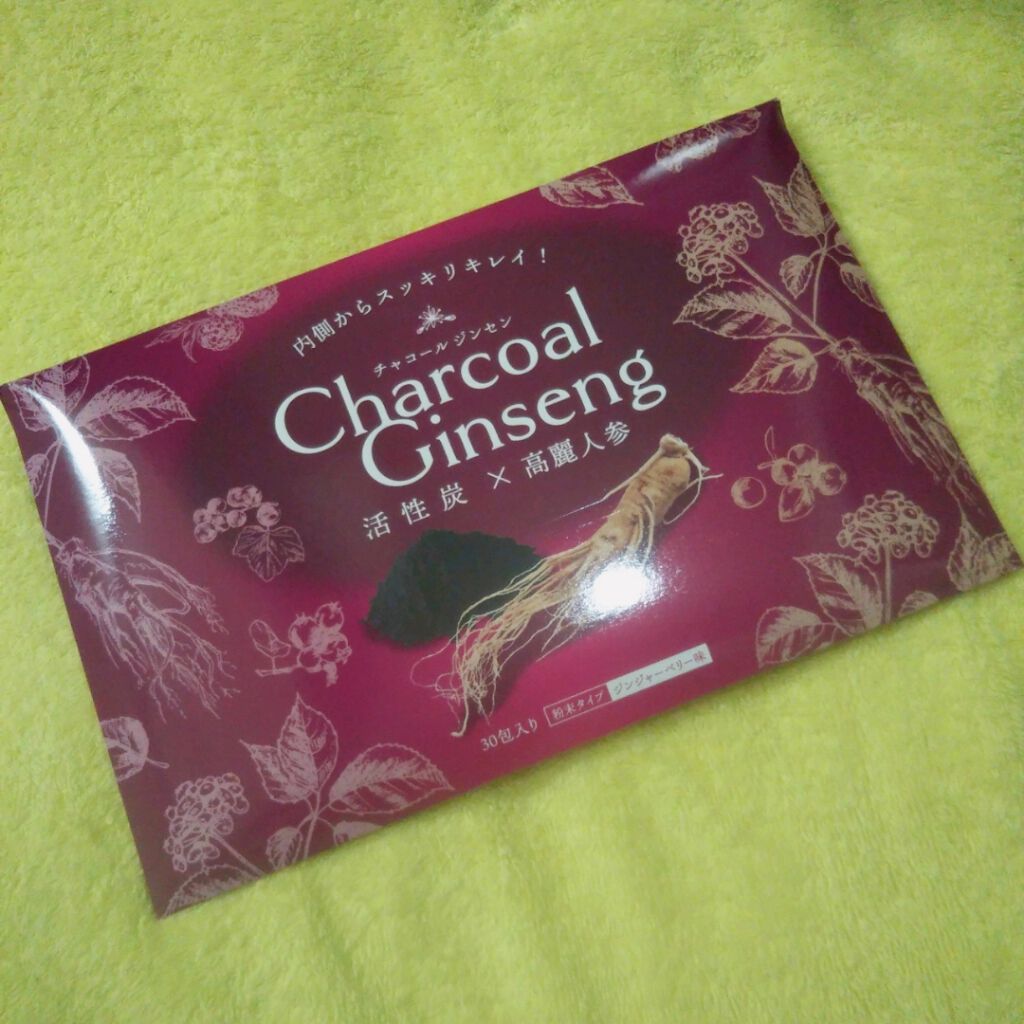 内側からスッキリキレイ!
チャコール ジンセン
Charcoal
Ginseng
活性炭 × 高麗人参
30包入り 粉末タイプ ジンジャーベリー味